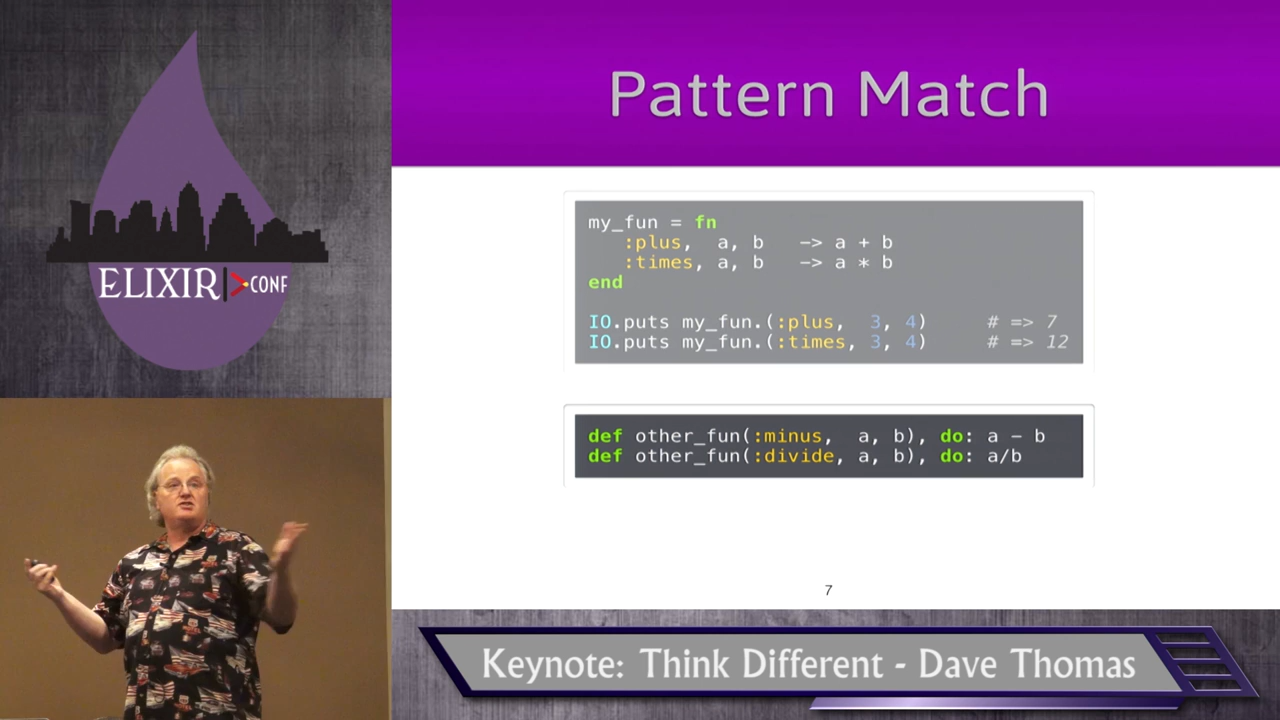 ELIXIR|>CONF
Pattern Match
my_fun = fn
:plus, a, b -> a + b
:times, a, b -> a * b
end
IO.puts my_fun.(:plus, 3, 4) # => 7
IO.puts my_fun.(:times, 3, 4) # => 12
def other_fun(:minus, a, b), do: a - b
def other_fun(:divide, a, b), do: a/b
7
Keynote: Think Different - Dave Thomas